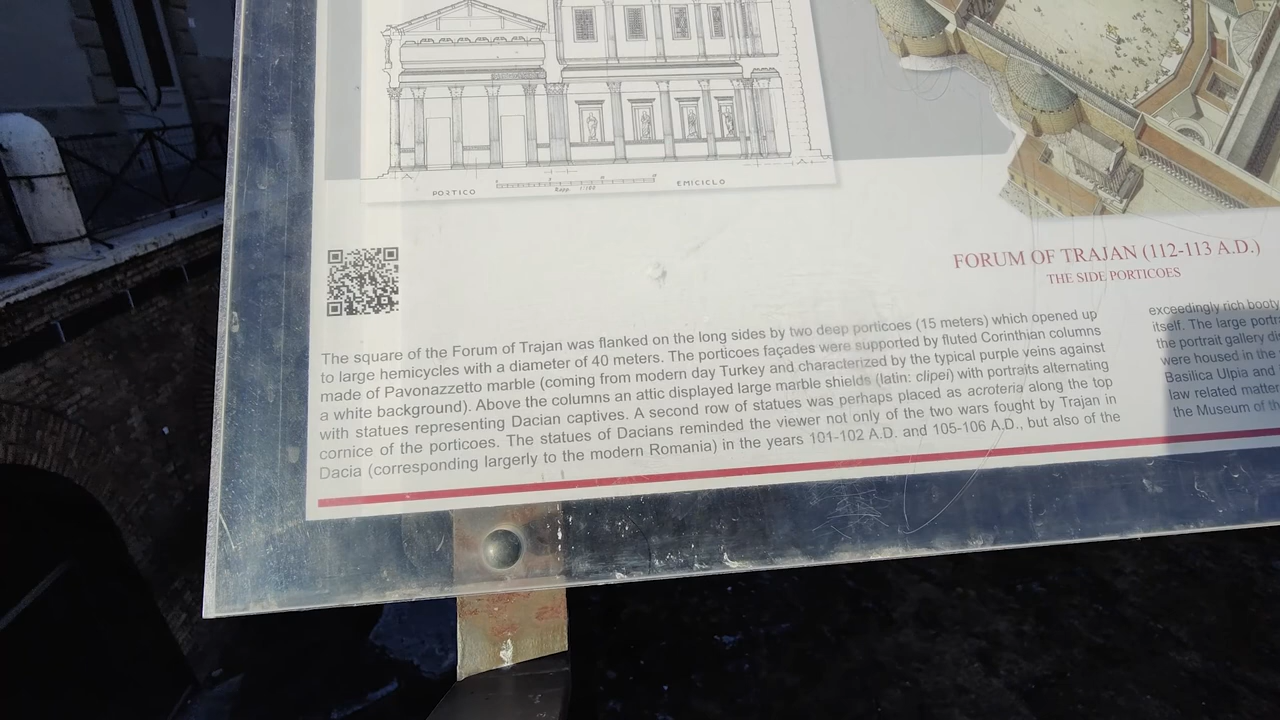 PORTICO
Rapp. 1:100
EMICICLO
FORUM OF TRAJAN (112-113 A.D.)
THE SIDE PORTICOES
The square of the Forum of Trajan was flanked on the long sides by two deep porticoes (15 meters) which opened up
to large hemicycles with a diameter of 40 meters. The porticoes façades were supported by fluted Corinthian columns
made of Pavonazzetto marble (coming from modern day Turkey and characterized by the typical purple veins against
a white background). Above the columns an attic displayed large marble shields (latin: clipei) with portraits alternating
with statues representing Dacian captives. A second row of statues was perhaps placed as acroteria along the top
cornice of the porticoes. The statues of Dacians reminded the viewer not only of the two wars fought by Trajan in
Dacia (corresponding largerly to the modern Romania) in the years 101-102 A.D. and 105-106 A.D., but also of the
exceedingly rich booty
itself. The large
the portrait gallery
were housed in the
Basilica Ulpia and
law related
the Museum of